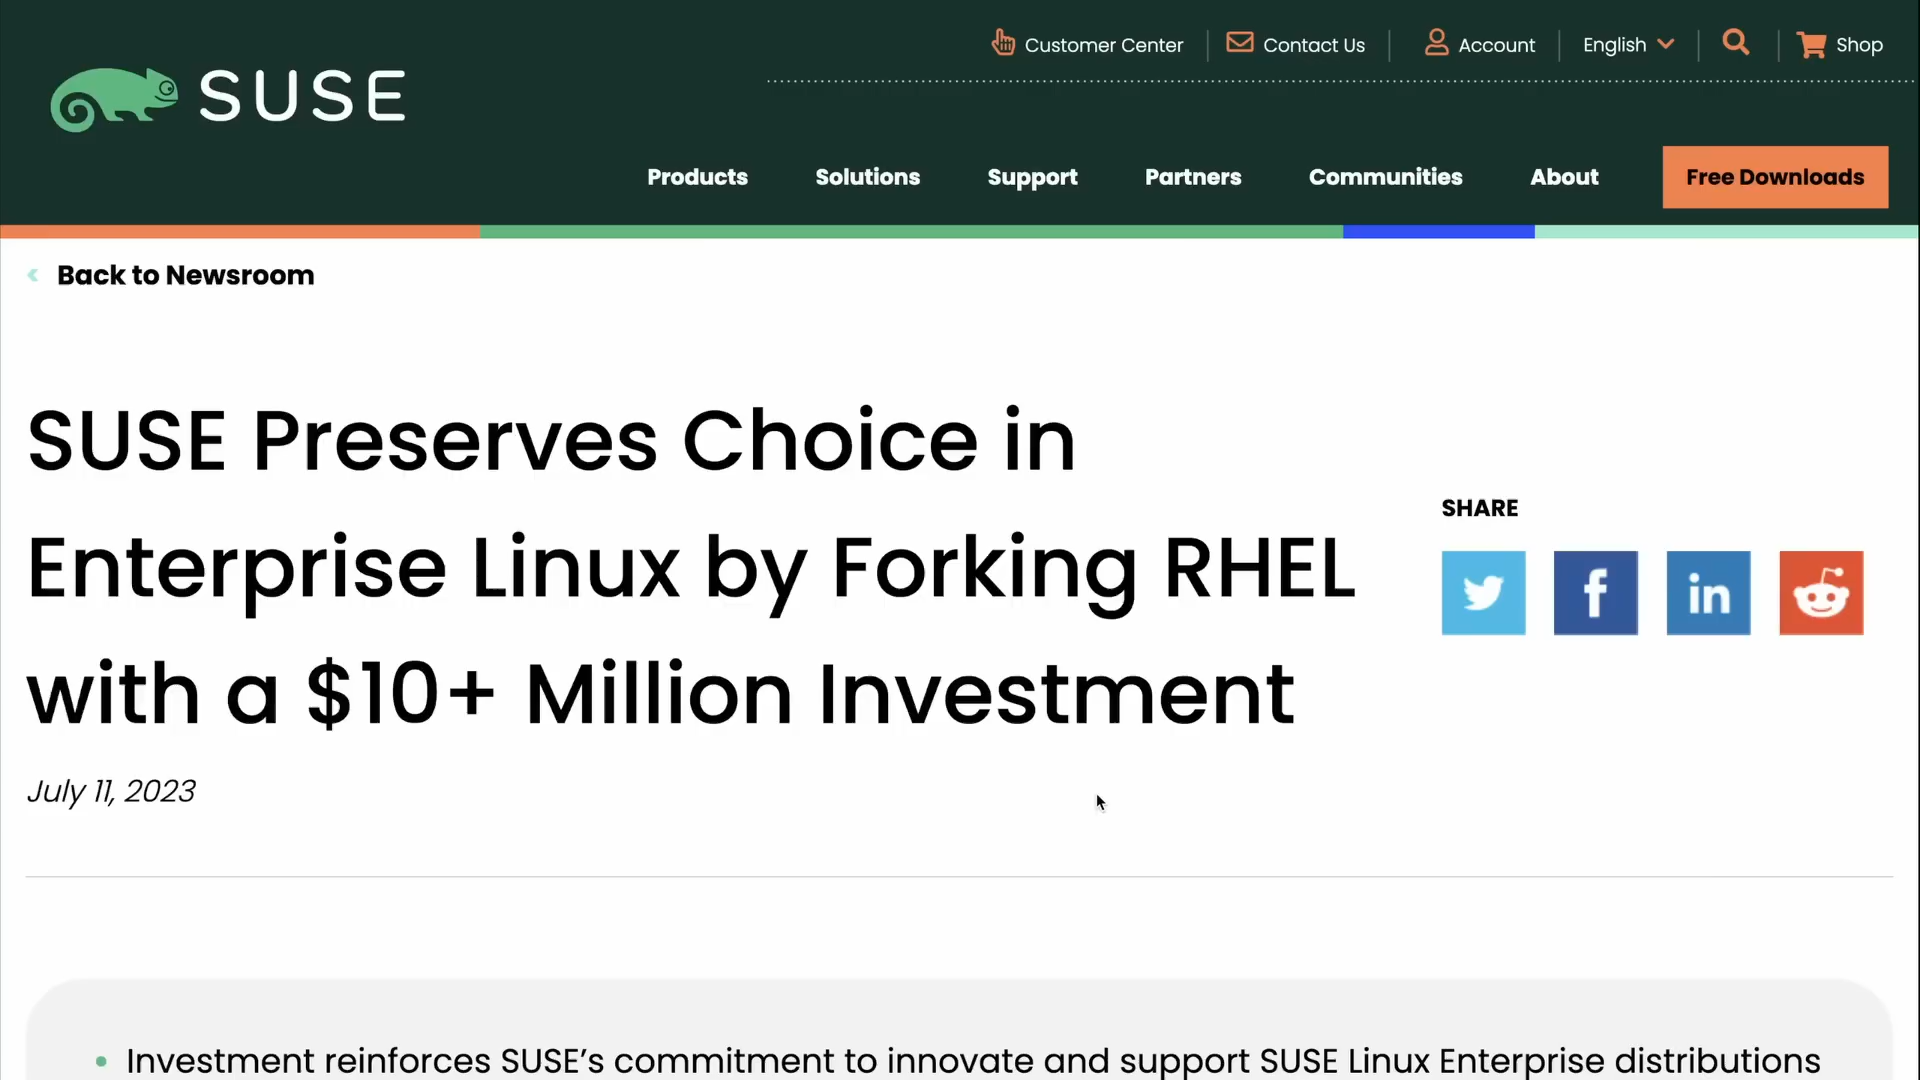 Customer Center
Contact Us
Account
English
Shop
SUSE
Products
Solutions
Support
Partners
Communities
About
Free Downloads
Back to Newsroom
SUSE Preserves Choice in
Enterprise Linux by Forking RHEL
with a $10+ Million Investment
July 11, 2023
SHARE
Investment reinforces SUSE’s commitment to innovate and support SUSE Linux Enterprise distributions